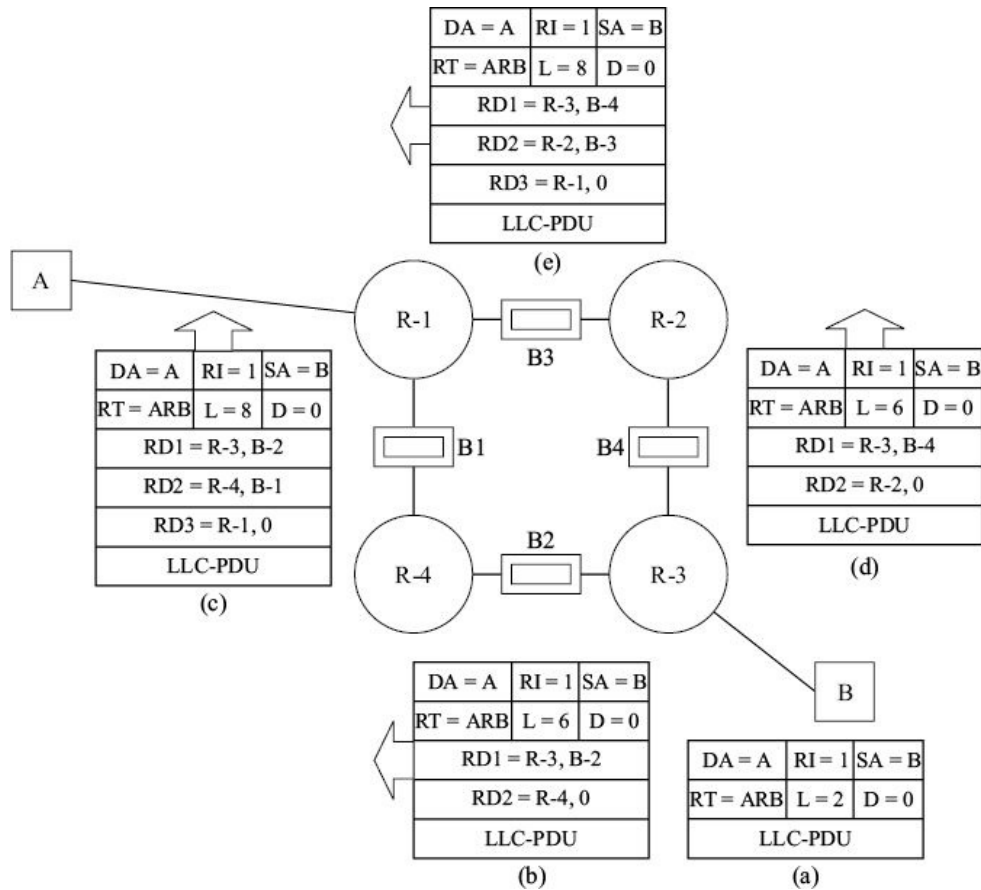 DA = A RI = 1 SA = B
RT = ARB L = 8 D = 0
RD1 = R-3, B-4
RD2 = R-2, B-3
RD3 = R-1, 0
LLC-PDU
(e)
A
R-1
B3
R-2
DA = A RI = 1 SA = B
RT = ARB L = 8 D = 0
RD1 = R-3, B-2
RD2 = R-4, B-1
RD3 = R-1, 0
LLC-PDU
(c)
B1
B4
DA = A RI = 1 SA = B
RT = ARB L = 6 D = 0
RD1 = R-3, B-4
RD2 = R-2, 0
LLC-PDU
(d)
R-4
B2
R-3
B
DA = A RI = 1 SA = B
RT = ARB L = 6 D = 0
RD1 = R-3, B-2
RD2 = R-4, 0
LLC-PDU
(b)
DA = A RI = 1 SA = B
RT = ARB L = 2 D = 0
LLC-PDU
(a)